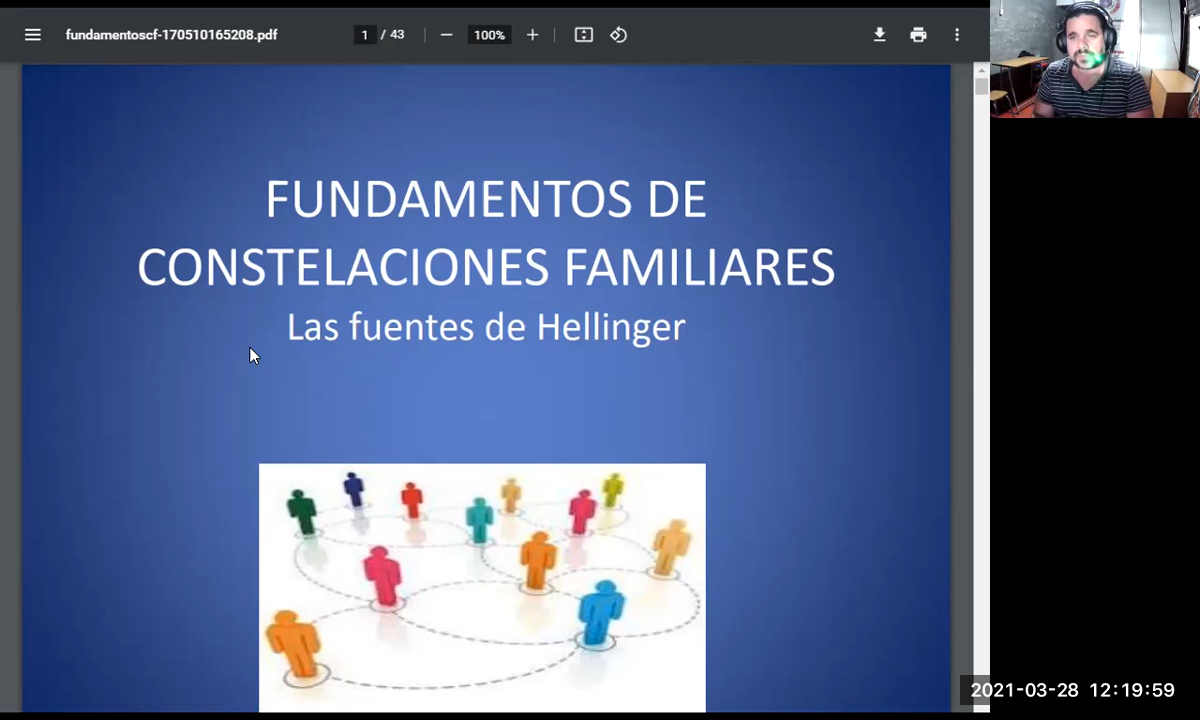 fundamentoscf-170510165208.pdf
1 / 43
100%
FUNDAMENTOS DE
CONSTELACIONES FAMILIARES
Las fuentes de Hellinger
2021-03-28 12:19:59